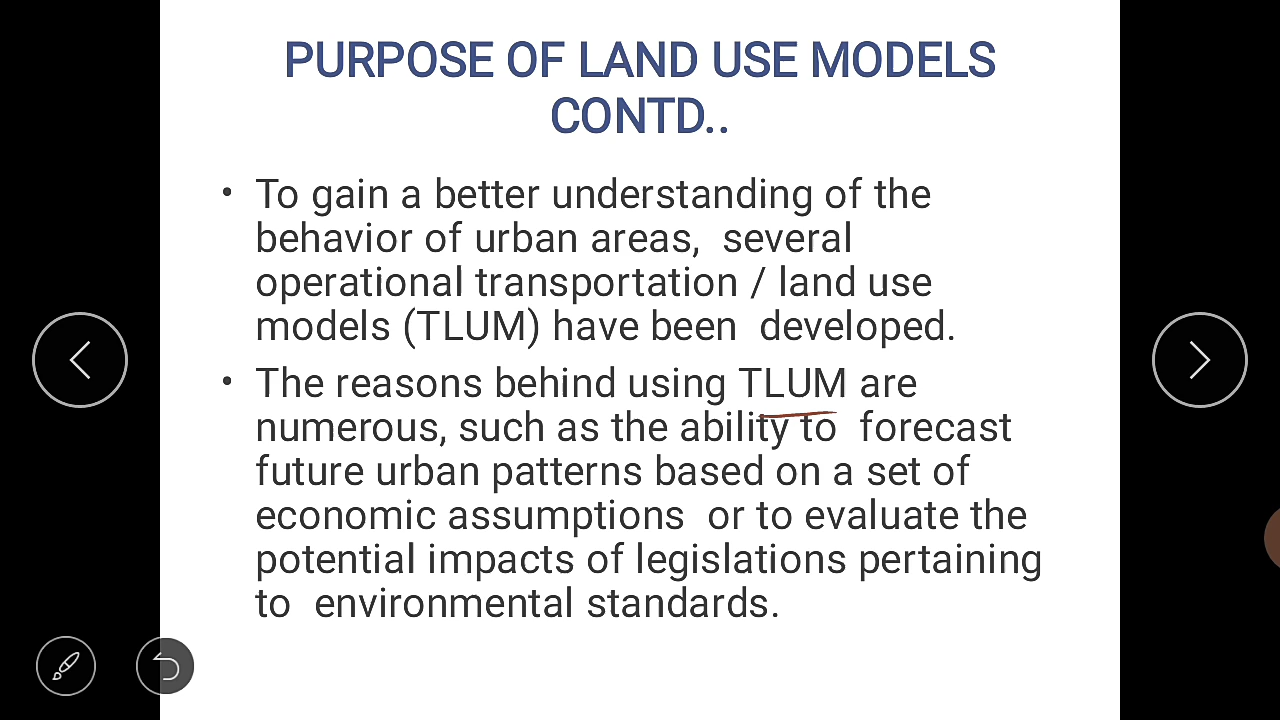 PURPOSE OF LAND USE MODELS
CONTD..
• To gain a better understanding of the
behavior of urban areas,  several
operational transportation / land use
models (TLUM) have been  developed.
• The reasons behind using TLUM are
numerous, such as the ability to  forecast
future urban patterns based on a set of
economic assumptions  or to evaluate the
potential impacts of legislations pertaining
to  environmental standards.